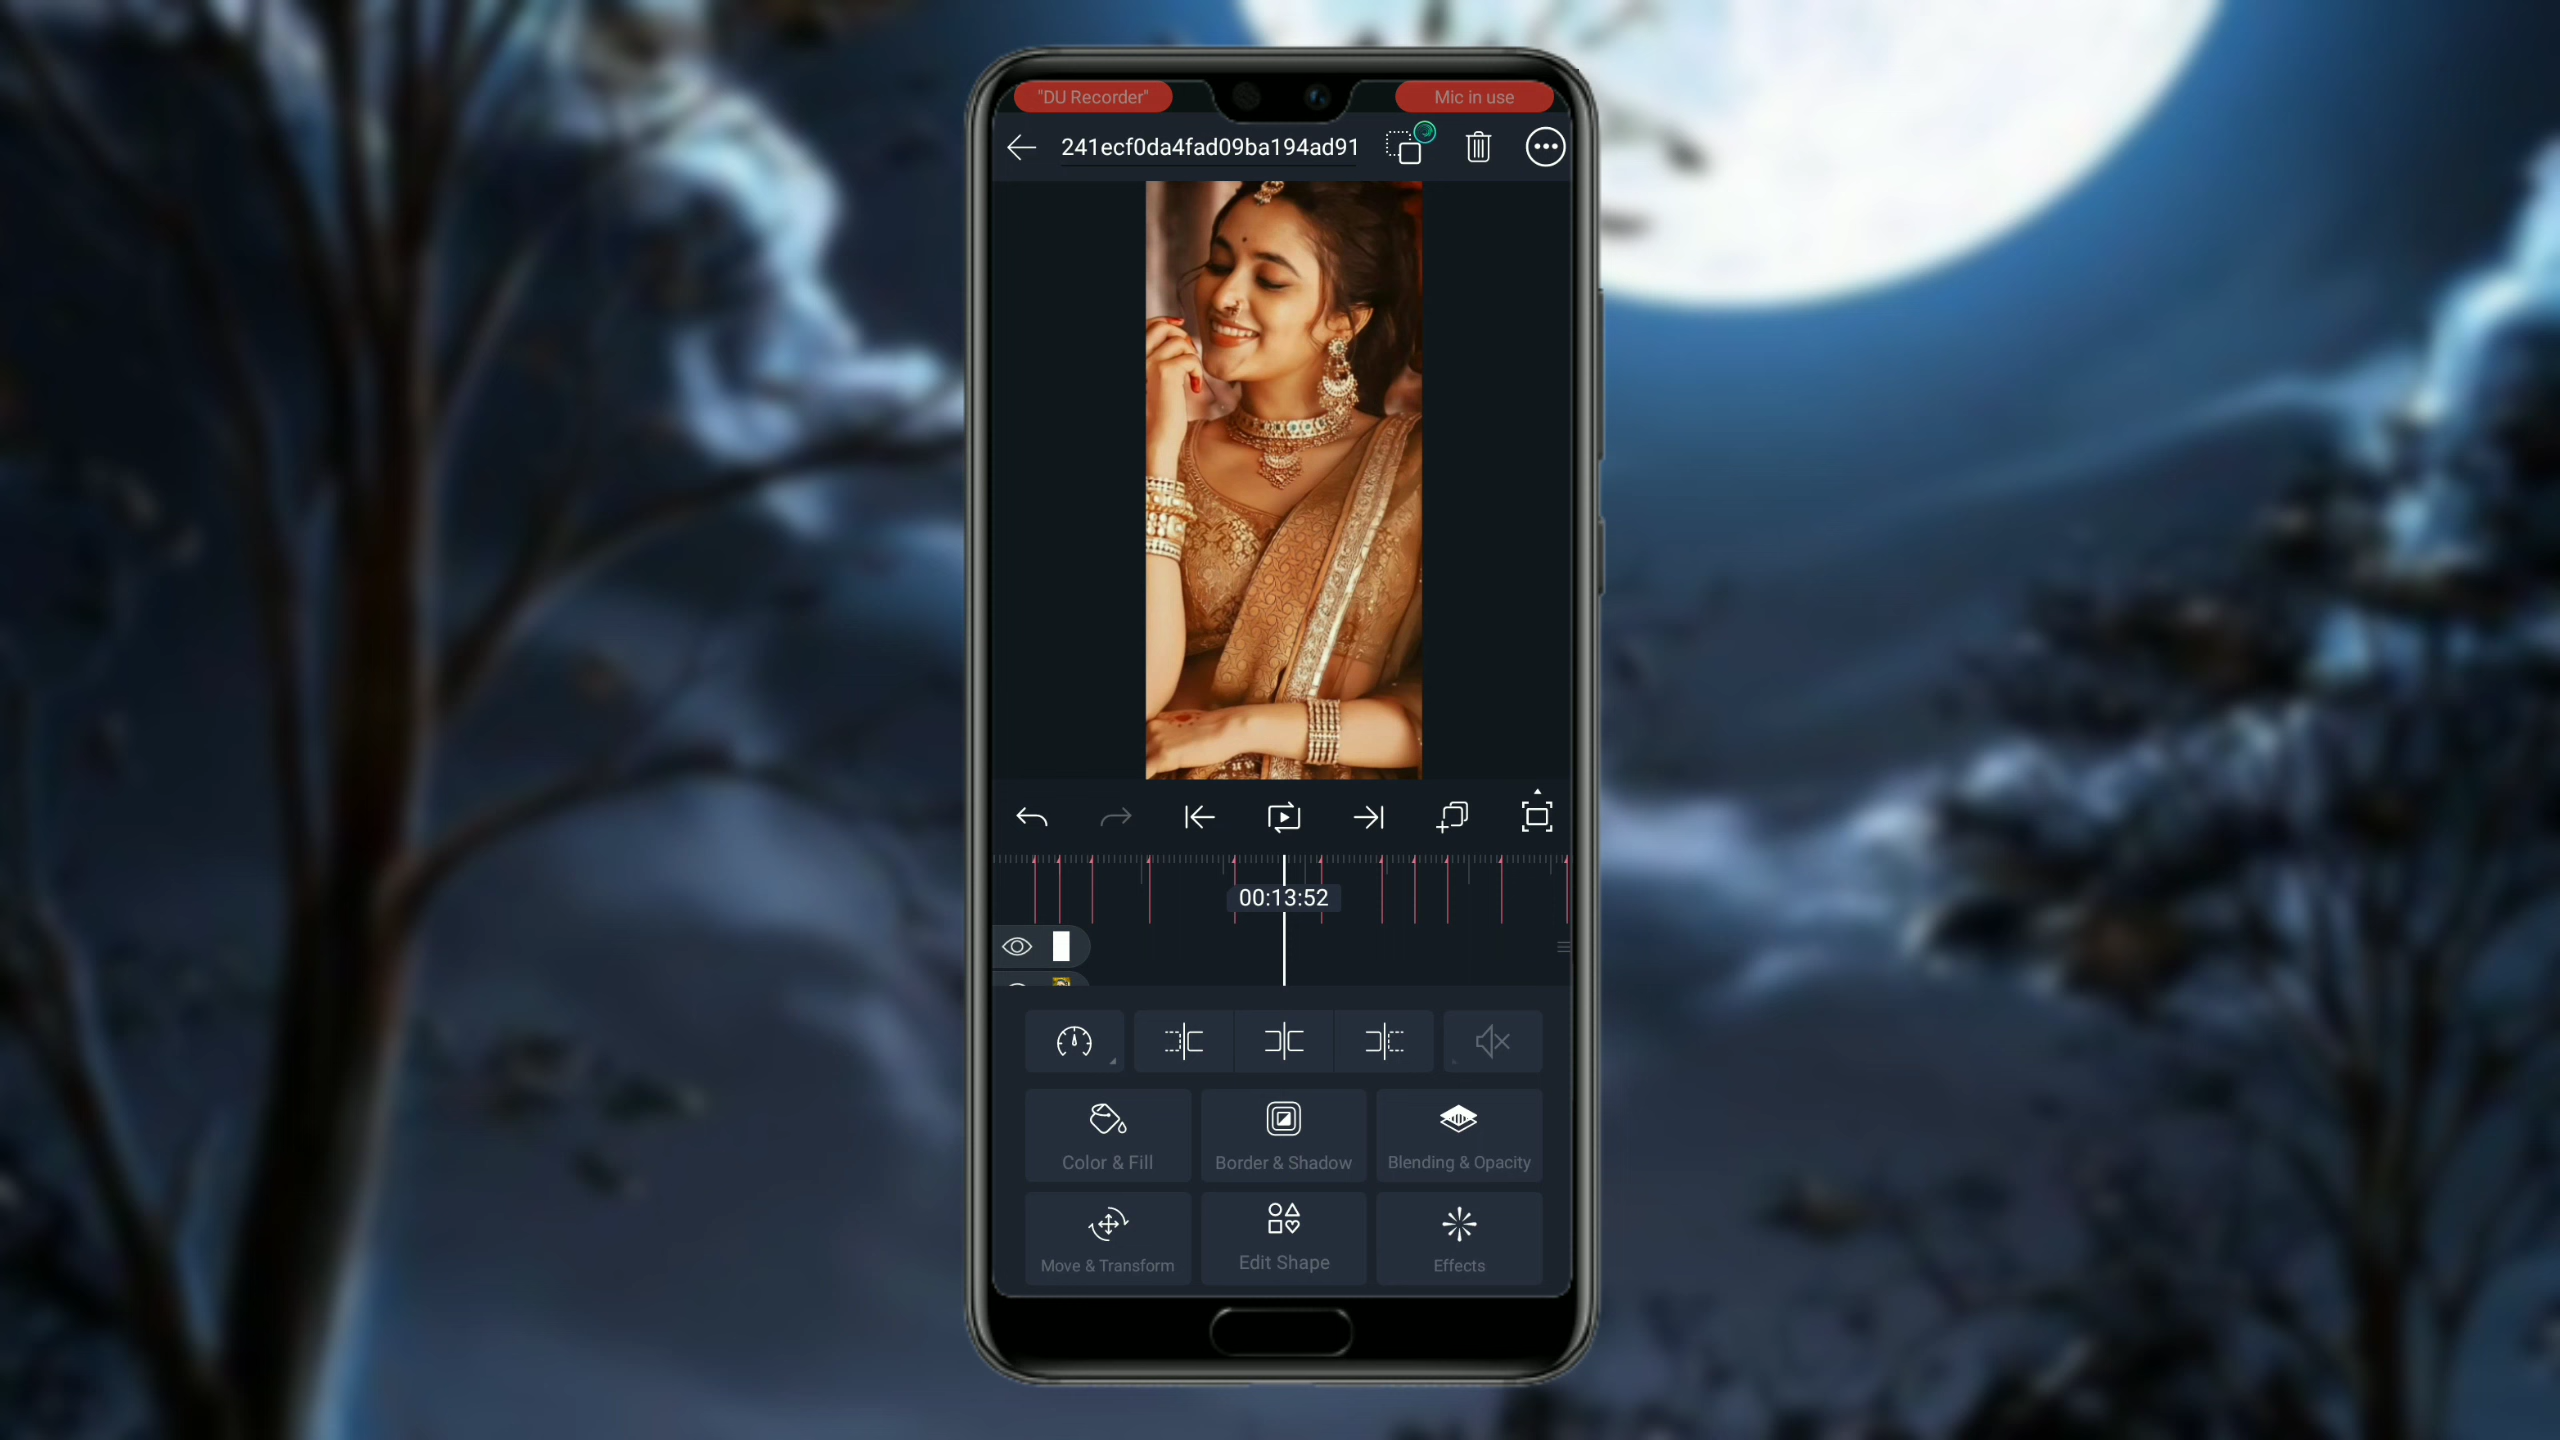 "DU Recorder"
Mic in use
241ecf0da4fad09ba194ad91
00:13:52
Color & Fill
Border & Shadow
Blending & Opacity
Move & Transform
Edit Shape
Effects